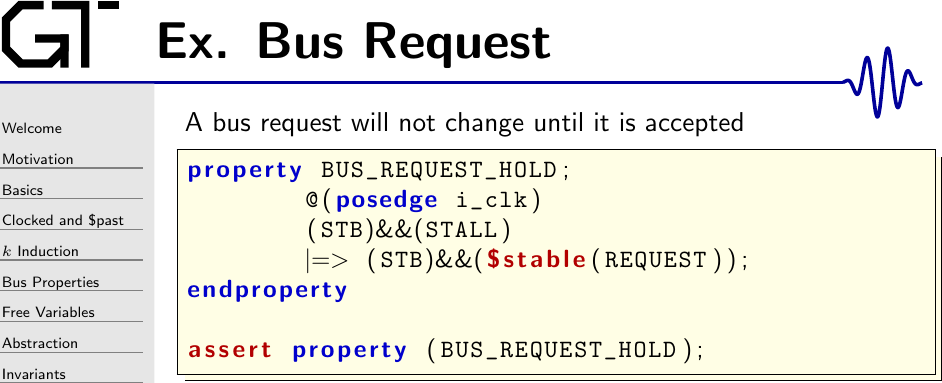 GT
Ex. Bus Request
Welcome
Motivation
Basics
Clocked and $past
k Induction
Bus Properties
Free Variables
Abstraction
Invariants
A bus request will not change until it is accepted
property BUS_REQUEST_HOLD;
@(posedge i_clk)
(STB)&&(STALL)
|=> (STB)&&($stable(REQUEST));
endproperty
assert property (BUS_REQUEST_HOLD);